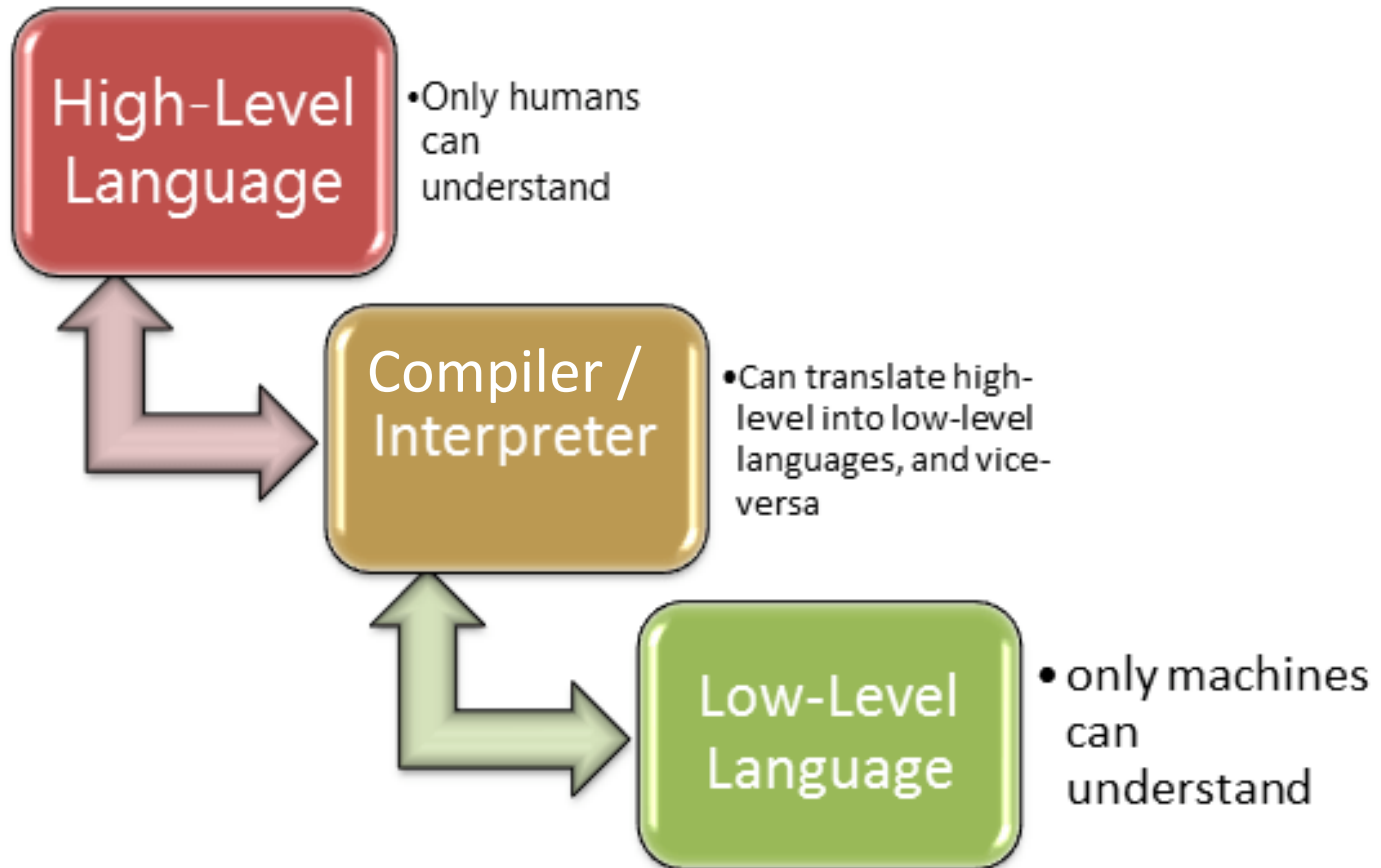 High-Level
Language
•Only humans
can
understand
Compiler /
Interpreter
•Can translate high-
level into low-level
languages, and vice-
versa
Low-Level
Language
• only machines
can
understand